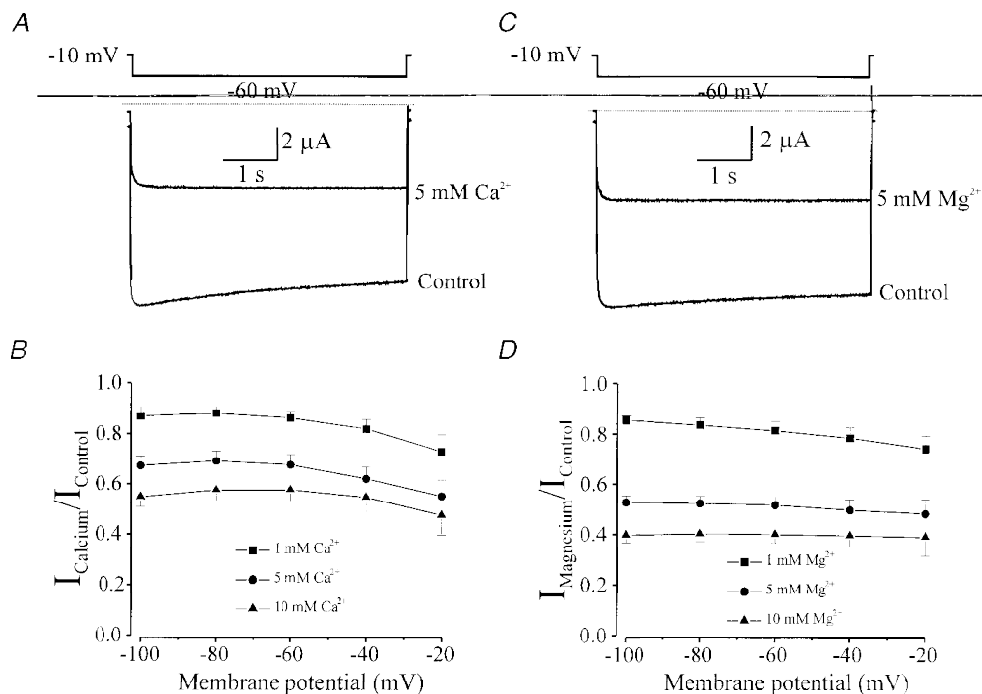 A
-10 mV
-60 mV
2 µA
1 s
5 mM Ca²⁺
Control
B
I_Calcium/I_Control
1.0
0.8
0.6
0.4
0.2
0.0
1 mM Ca²⁺
5 mM Ca²⁺
10 mM Ca²⁺
-100 -80 -60 -40 -20
Membrane potential (mV)
C
-10 mV
-60 mV
2 µA
1 s
5 mM Mg²⁺
Control
D
I_Magnesium/I_Control
1.0
0.8
0.6
0.4
0.2
0.0
1 mM Mg²⁺
5 mM Mg²⁺
10 mM Mg²⁺
-100 -80 -60 -40 -20
Membrane potential (mV)